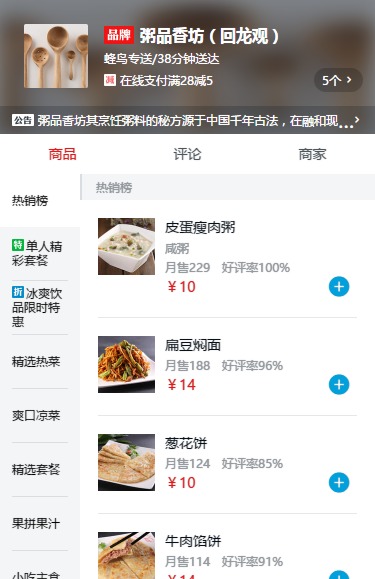 品牌 粥品香坊（回龙观）
蜂鸟专送/38分钟送达
减 在线支付满28减5
5个 >
公告 粥品香坊其烹饪粥料的秘方源于中国千年古法，在融和现...
商品 评论 商家
热销榜
特 单人精
彩套餐
折 冰爽饮
品限时特
惠
精选热菜
爽口凉菜
精选套餐
果拼果汁
小吃主食
热销榜
皮蛋瘦肉粥
咸粥
月售229 好评率100%
￥10
扁豆焖面
月售188 好评率96%
￥14
葱花饼
月售124 好评率85%
￥10
牛肉馅饼
月售114 好评率91%
￥14